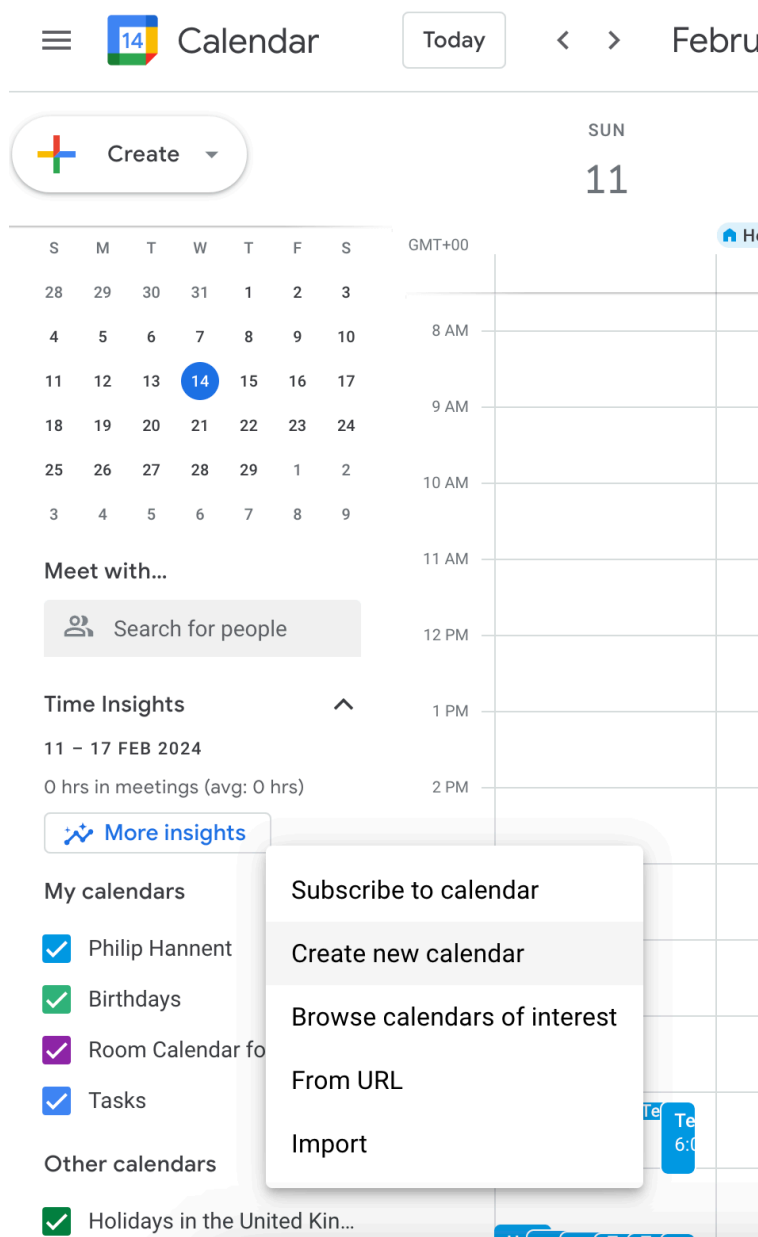 14 Calendar Today Febru
Create
SUN
11
S M T W T F S
GMT+00
28 29 30 31 1 2 3
4 5 6 7 8 9 10
8 AM
11 12 13 14 15 16 17
9 AM
18 19 20 21 22 23 24
25 26 27 28 29 1 2
10 AM
3 4 5 6 7 8 9
11 AM
Meet with...
Search for people
12 PM
Time Insights
1 PM
11 – 17 FEB 2024
0 hrs in meetings (avg: 0 hrs)
2 PM
More insights
My calendars
Philip Hannent
Birthdays
Room Calendar fo
Tasks
Other calendars
Holidays in the United Kin...
Subscribe to calendar
Create new calendar
Browse calendars of interest
From URL
Import
Te
Te